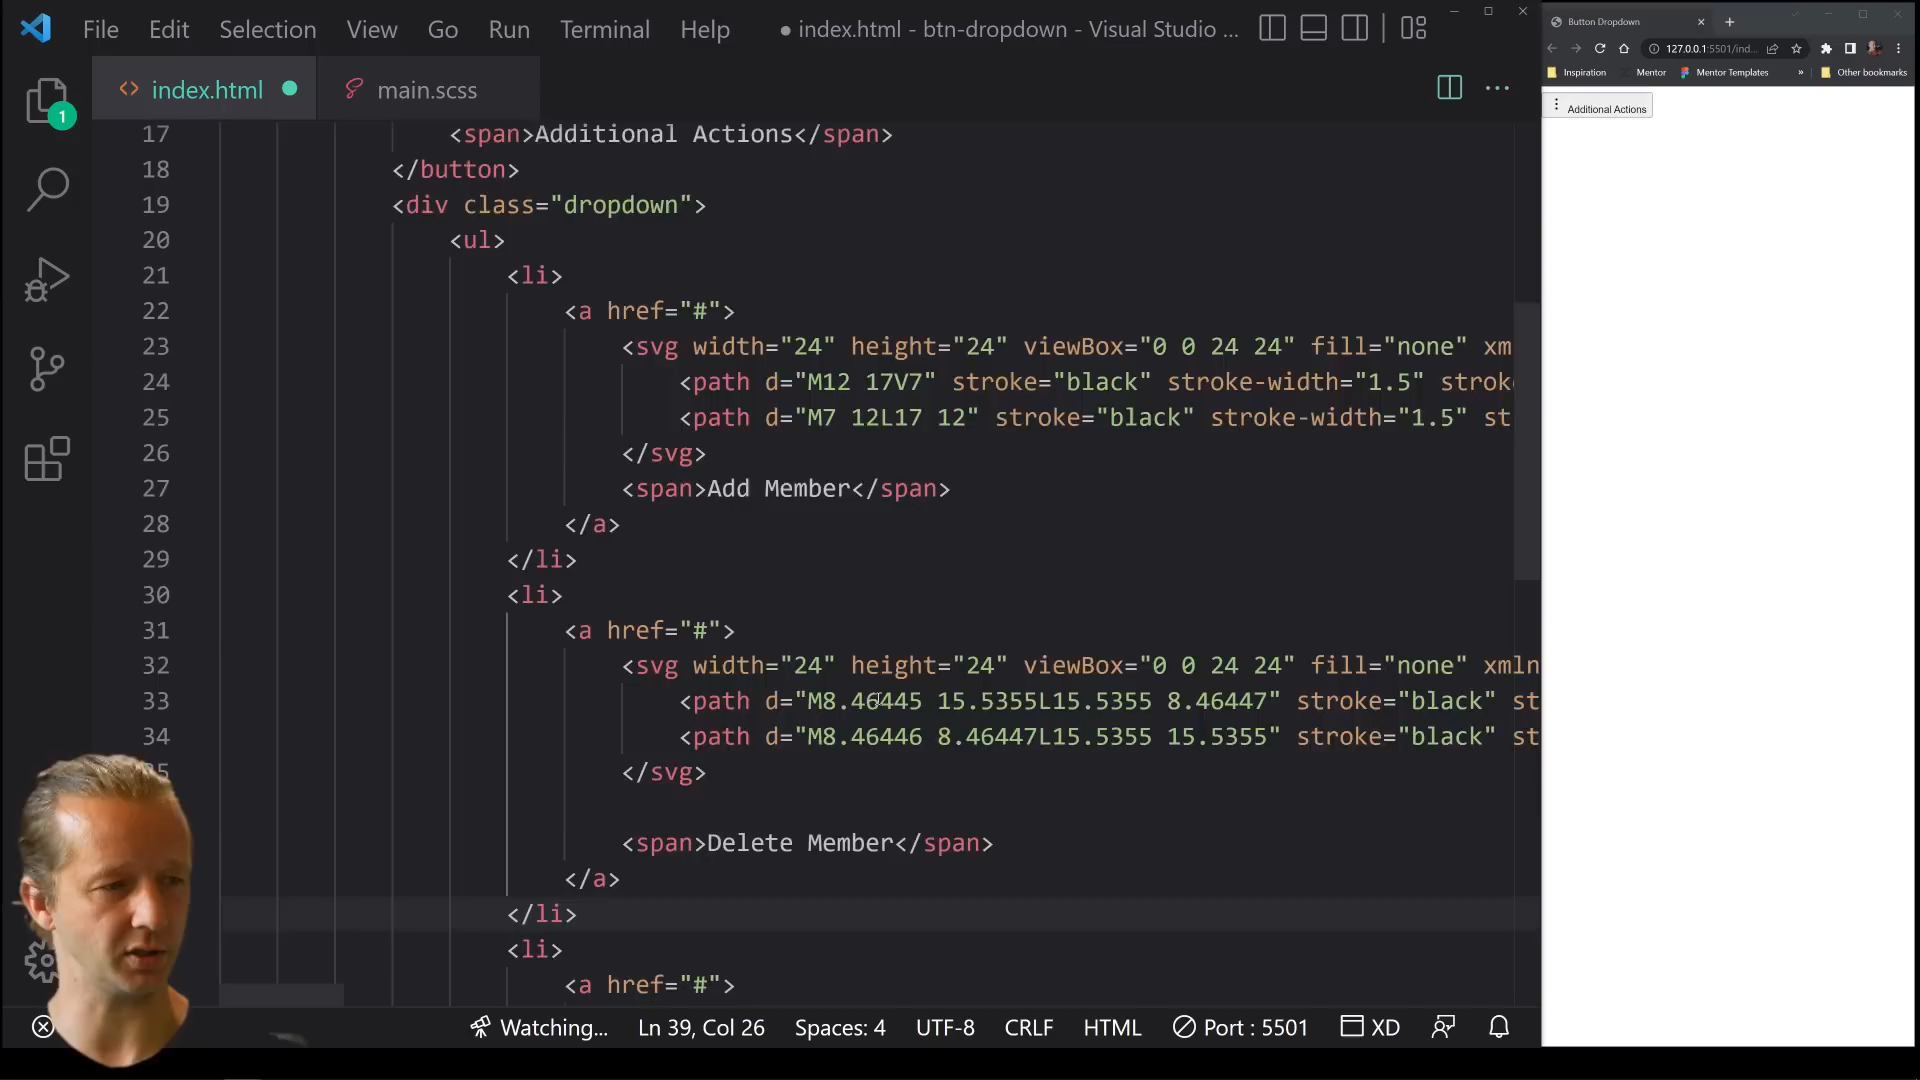 File Edit Selection View Go Run Terminal Help ● index.html - btn-dropdown - Visual Studio ...
index.html main.scss
17 <span>Additional Actions</span>
18 </button>
19 <div class="dropdown">
20 <ul>
21 <li>
22 <a href="#">
23 <svg width="24" height="24" viewBox="0 0 24 24" fill="none" xm
24 <path d="M12 17V7" stroke="black" stroke-width="1.5" strok
25 <path d="M7 12L17 12" stroke="black" stroke-width="1.5" st
26 </svg>
27 <span>Add Member</span>
28 </a>
29 </li>
30 <li>
31 <a href="#">
32 <svg width="24" height="24" viewBox="0 0 24 24" fill="none" xmln
33 <path d="M8.46445 15.5355L15.5355 8.46447" stroke="black" st
34 <path d="M8.46446 8.46447L15.5355 15.5355" stroke="black" st
</svg>
<span>Delete Member</span>
</a>
</li>
<li>
<a href="#">
1
Watching... Ln 39, Col 26 Spaces: 4 UTF-8 CRLF HTML Port : 5501 XD
Button Dropdown
127.0.0.1:5501/ind...
Inspiration Mentor Mentor Templates » Other bookmarks
Additional Actions